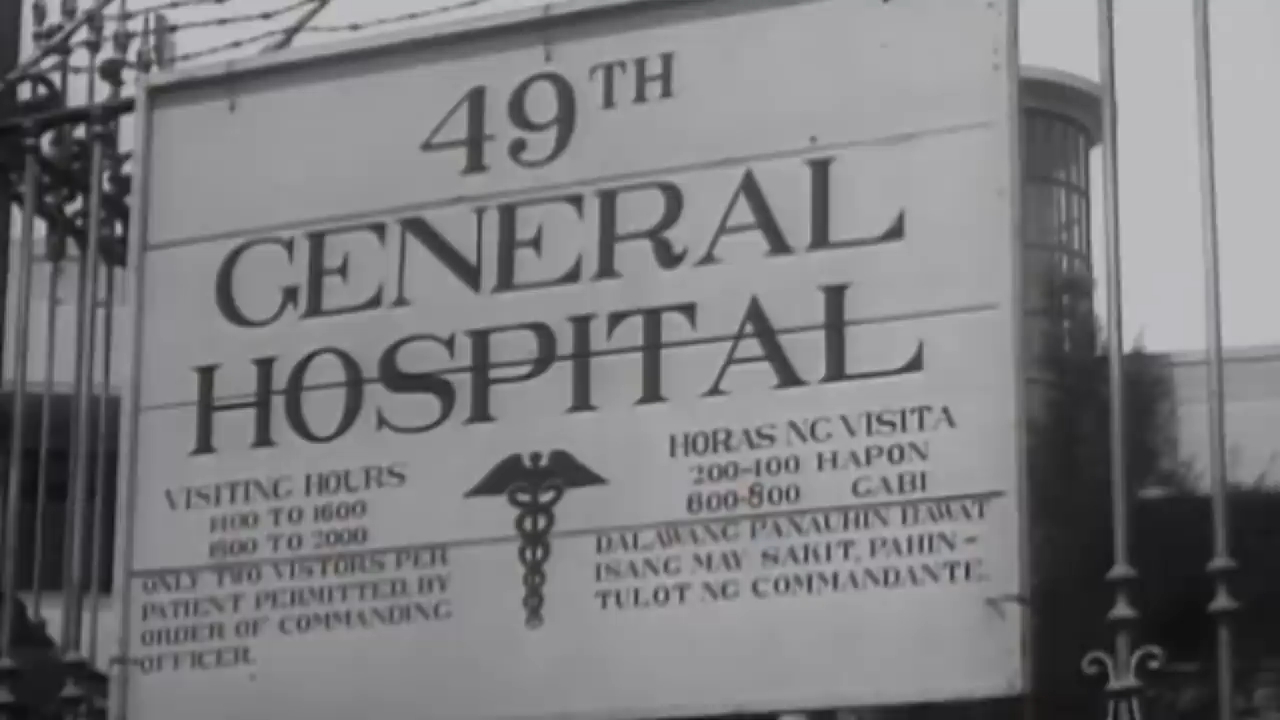 49TH
GENERAL
HOSPITAL
VISITING HOURS
1400 TO 1600
1800 TO 2000
ONLY TWO VISTORS PER
PATIENT PERMITTED, BY
ORDER OF COMMANDING
OFFICER.
HORAS NG VISITA
200-400 HAPON
600-800 GABI
DALAWANG PANAUHIN BAWAT
ISANG MAY SAKIT, PAHIN-
TULOT NG COMMANDANTE.